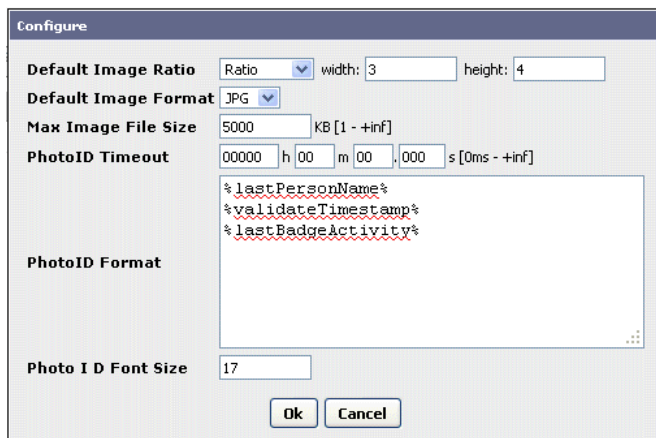 Configure
Default Image Ratio Ratio width: 3 height: 4
Default Image Format JPG
Max Image File Size 5000 KB [1 - +inf]
PhotoID Timeout 00000 h 00 m 00 .000 s [0ms - +inf]
%lastPersonName%
%validateTimestamp%
%lastBadgeActivity%
PhotoID Format
Photo I D Font Size 17
Ok Cancel